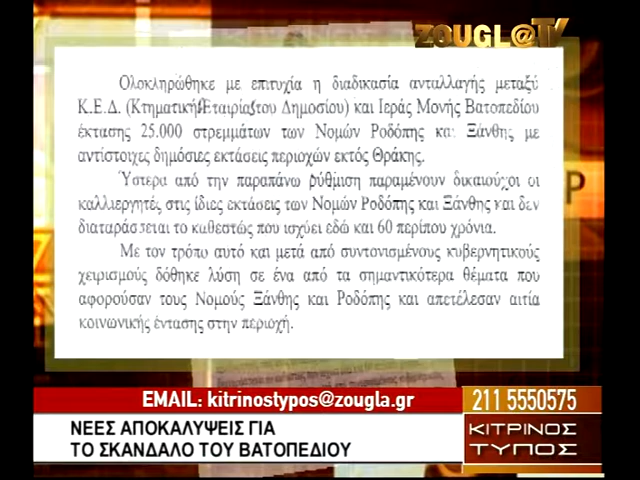 ZOUGL@TV
Ολοκληρώθηκε με επιτυχία η διαδικασία ανταλλαγής μεταξύ
Κ.Ε.Δ. (Κτηματική Εταιρία του Δημοσίου) και Ιεράς Μονής Βατοπεδίου
έκτασης 25.000 στρεμμάτων των Νομών Ροδόπης και Ξάνθης με
αντίστοιχες δημόσιες εκτάσεις περιοχών εκτός Θράκης.
Ύστερα από την παραπάνω ρύθμιση παραμένουν δικαιούχοι οι
καλλιεργητές στις ίδιες εκτάσεις των Νομών Ροδόπης και Ξάνθης και δεν
διαταράσσεται το καθεστώς που ισχύει εδώ και 60 περίπου χρόνια.
Με τον τρόπο αυτό και μετά από συντονισμένους κυβερνητικούς
χειρισμούς δόθηκε λύση σε ένα από τα σημαντικότερα θέματα που
αφορούσαν τους Νομούς Ξάνθης και Ροδόπης και απετέλεσαν αιτία
κοινωνικής έντασης στην περιοχή.
EMAIL: kitrinostypos@zougla.gr
211 5550575
ΝΕΕΣ ΑΠΟΚΑΛΥΨΕΙΣ ΓΙΑ
ΤΟ ΣΚΑΝΔΑΛΟ ΤΟΥ ΒΑΤΟΠΕΔΙΟΥ
ΚΙΤΡΙΝΟΣ
ΤΥΠΟΣ